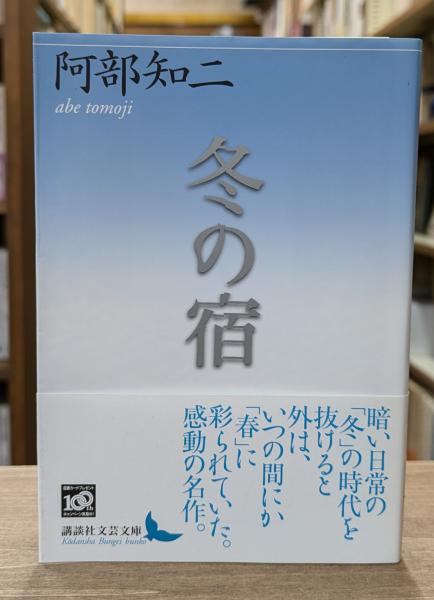 阿部知二
abe tomoji
冬の宿
暗い日常の
「冬」の時代を
抜けると
外は、
いつの間にか
「春」に
彩られていた。
感動の名作。
100th
講談社文芸文庫
Kōdansha Bungei bunko